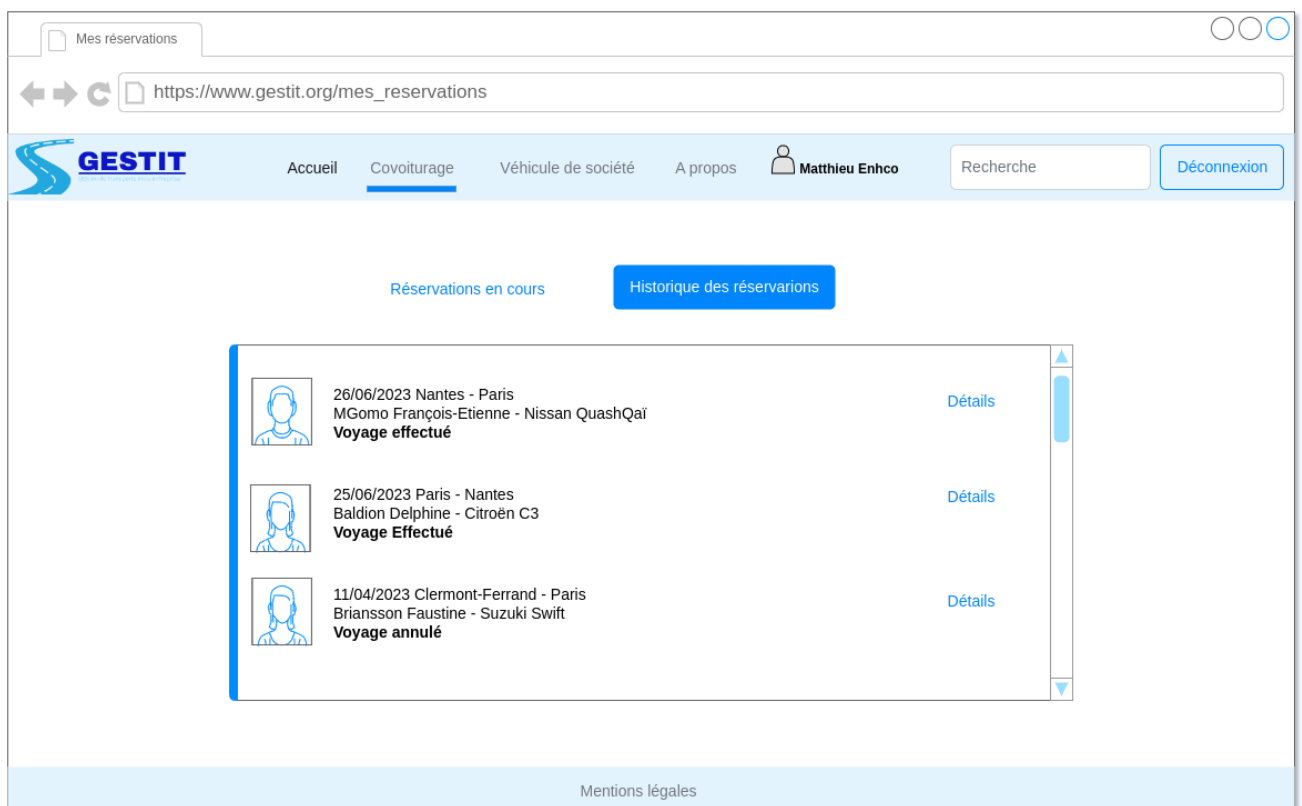 Mes réservations
https://www.gestit.org/mes_reservations
GESTIT
Accueil
Covoiturage
Véhicule de société
A propos
Matthieu Enhco
Recherche
Déconnexion
Réservations en cours
Historique des réservarions
26/06/2023 Nantes - Paris
MGomo François-Etienne - Nissan QuashQaï
Voyage effectué
Détails
25/06/2023 Paris - Nantes
Baldion Delphine - Citroën C3
Voyage Effectué
Détails
11/04/2023 Clermont-Ferrand - Paris
Briansson Faustine - Suzuki Swift
Voyage annulé
Détails
Mentions légales